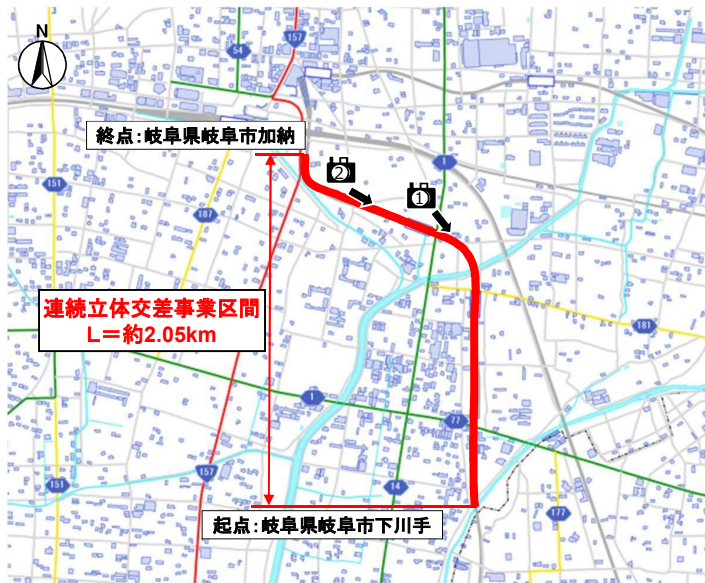 N
157
54
終点:岐阜県岐阜市加納
②
1
①
151
187
連続立体交差事業区間
L=約2.05km
181
1
77
157
151
14
177
起点:岐阜県岐阜市下川手